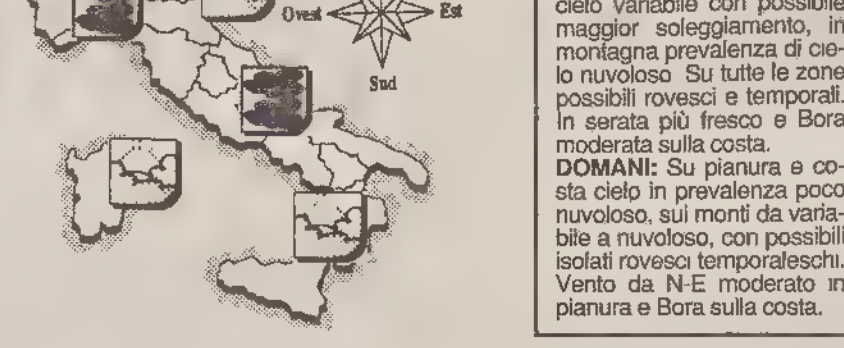 Ovest
Est
Sud
cielo variabile con possibile
maggior soleggiamento, in
montagna prevalenza di cie-
lo nuvoloso Su tutte le zone
possibili rovesci e temporali.
In serata più fresco e Bora
moderata sulla costa.
DOMANI: Su pianura e co-
sta cielo in prevalenza poco
nuvoloso, sui monti da varia-
bile a nuvoloso, con possibili
isolati rovesci temporaleschi.
Vento da N-E moderato in
pianura e Bora sulla costa.